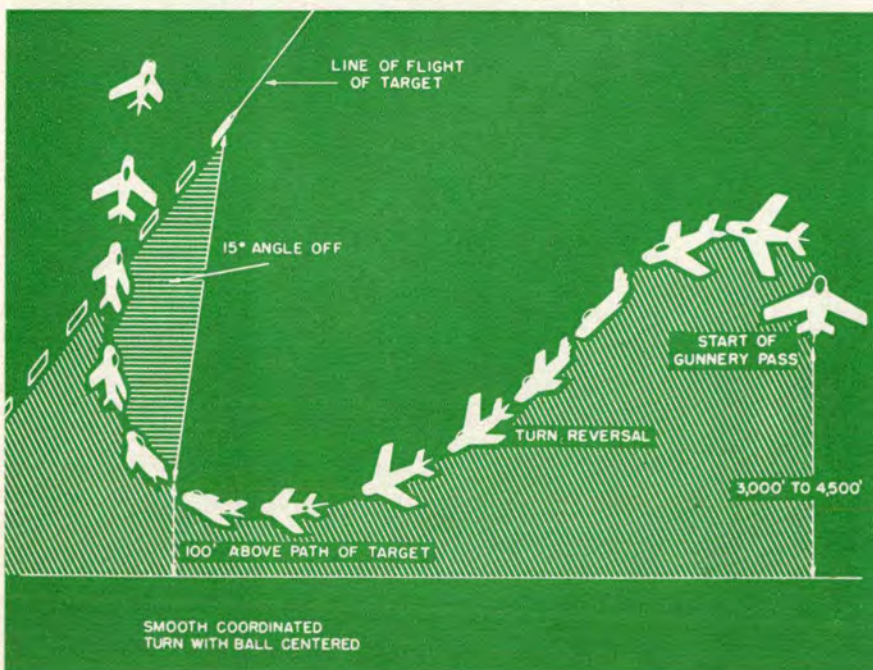 LINE OF FLIGHT
OF TARGET
15° ANGLE OFF
START OF
GUNNERY PASS
TURN REVERSAL
3,000' TO 4,500'
100' ABOVE PATH OF TARGET
SMOOTH COORDINATED
TURN WITH BALL CENTERED